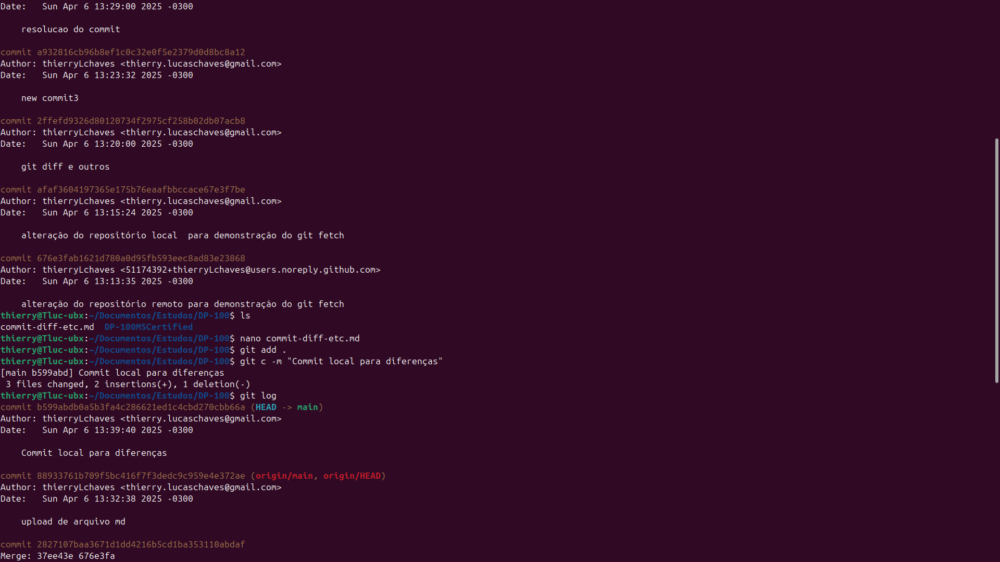 Date:   Sun Apr 6 13:29:00 2025 -0300
    resolucao do commit
commit a932816cb96b8ef1c0c32e0f5e2379d0d8bc8a12
Author: thierryLchaves <thierry.lucaschaves@gmail.com>
Date:   Sun Apr 6 13:23:32 2025 -0300
    new commit3
commit 2ffefd9326d80120734f2975cf258b02db07acb8
Author: thierryLchaves <thierry.lucaschaves@gmail.com>
Date:   Sun Apr 6 13:20:00 2025 -0300
    git diff e outros
commit afaf3604197365e175b76eaafbbccace67e3f7be
Author: thierryLchaves <thierry.lucaschaves@gmail.com>
Date:   Sun Apr 6 13:15:24 2025 -0300
    alteração do repositório local  para demonstração do git fetch
commit 676e3fab1621d780a0d95fb593eec8ad83e23868
Author: thierryLchaves <51174392+thierryLchaves@users.noreply.github.com>
Date:   Sun Apr 6 13:13:35 2025 -0300
    alteração do repositório remoto para demonstração do git fetch
thierry@Tluc-ubx:~/Documentos/Estudos/DP-100$ ls
commit-diff-etc.md  DP-100MSCertified
thierry@Tluc-ubx:~/Documentos/Estudos/DP-100$ nano commit-diff-etc.md
thierry@Tluc-ubx:~/Documentos/Estudos/DP-100$ git add .
thierry@Tluc-ubx:~/Documentos/Estudos/DP-100$ git c -m "Commit local para diferenças"
[main b599abd] Commit local para diferenças
 3 files changed, 2 insertions(+), 1 deletion(-)
thierry@Tluc-ubx:~/Documentos/Estudos/DP-100$ git log
commit b599abdb0a5b3fa4c286621ed1c4cbd270cbb66a (HEAD -> main)
Author: thierryLchaves <thierry.lucaschaves@gmail.com>
Date:   Sun Apr 6 13:39:40 2025 -0300
    Commit local para diferenças
commit 88933761b709f5bc416f7f3dedc9c959e4e372ae (origin/main, origin/HEAD)
Author: thierryLchaves <thierry.lucaschaves@gmail.com>
Date:   Sun Apr 6 13:32:38 2025 -0300
    upload de arquivo md
commit 2827107baa3671d1dd4216b5cd1ba353110abdaf
Merge: 37ee43e 676e3fa